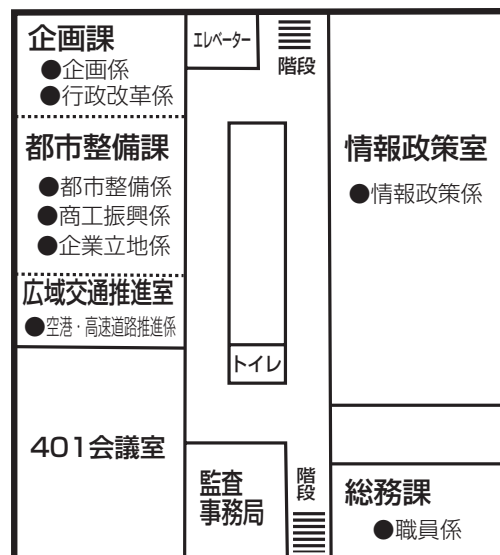 企画課
●企画係
●行政改革係
都市整備課
●都市整備係
●商工振興係
●企業立地係
広域交通推進室
●空港・高速道路推進係
401会議室
エレベーター
階段
トイレ
監査
事務局
階段
情報政策室
●情報政策係
総務課
●職員係